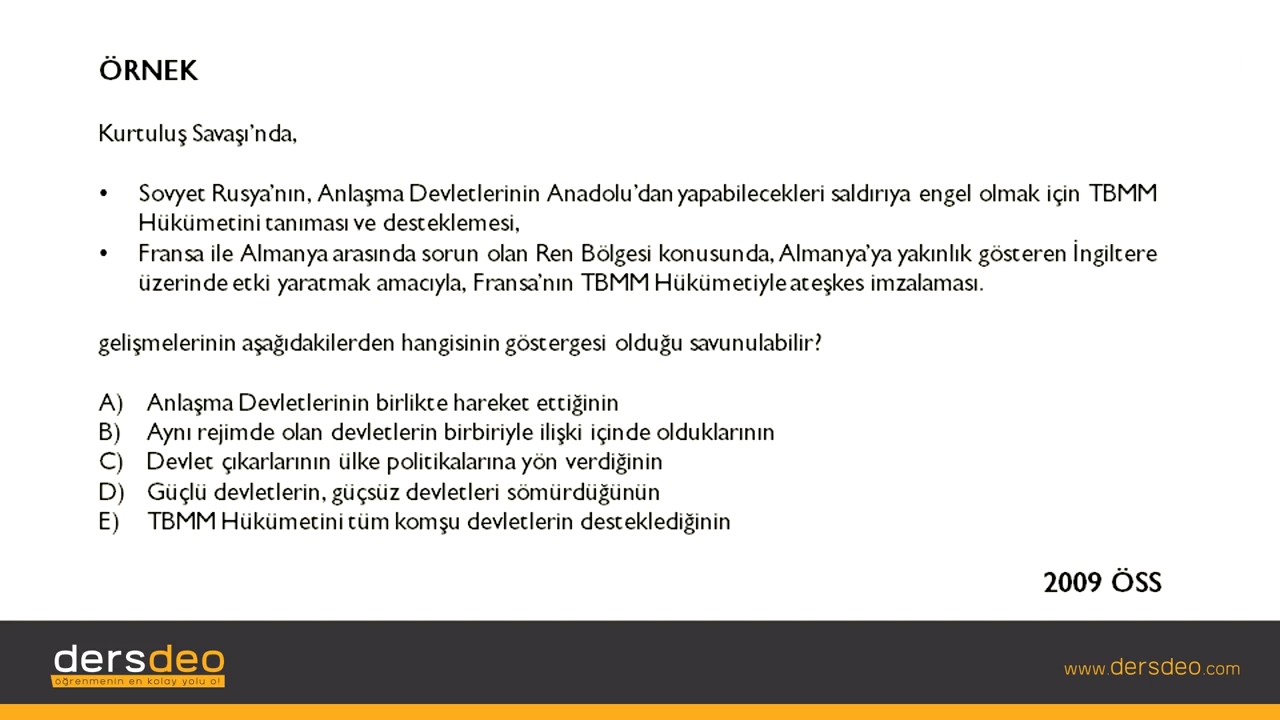 ÖRNEK
Kurtuluş Savaşı’nda,
• Sovyet Rusya’nın, Anlaşma Devletlerinin Anadolu’dan yapabilecekleri saldırıya engel olmak için TBMM
Hükümetini tanıması ve desteklemesi,
• Fransa ile Almanya arasında sorun olan Ren Bölgesi konusunda, Almanya’ya yakınlık gösteren İngiltere
üzerinde etki yaratmak amacıyla, Fransa’nın TBMM Hükümetiyle ateşkes imzalaması.
gelişmelerinin aşağıdakilerden hangisinin göstergesi olduğu savunulabilir?
A) Anlaşma Devletlerinin birlikte hareket ettiğinin
B) Aynı rejimde olan devletlerin birbiriyle ilişki içinde olduklarının
C) Devlet çıkarlarının ülke politikalarına yön verdiğinin
D) Güçlü devletlerin, güçsüz devletleri sömürdüğünün
E) TBMM Hükümetini tüm komşu devletlerin desteklediğinin
2009 ÖSS
dersdeo
öğrenmenin en kolay yolu o!
www.dersdeo.com